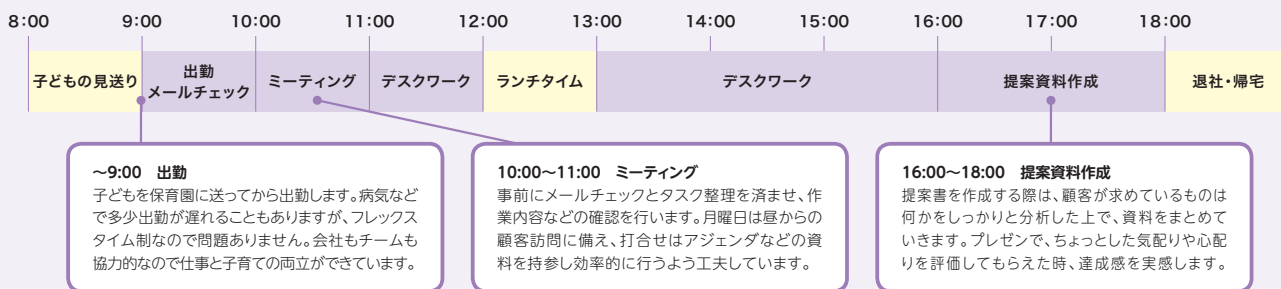 8:00 9:00 10:00 11:00 12:00 13:00 14:00 15:00 16:00 17:00 18:00
子どもの見送り
出勤
メールチェック
ミーティング
デスクワーク
ランチタイム
デスクワーク
提案資料作成
退社・帰宅
～9:00 出勤
子どもを保育園に送ってから出勤します。病気など
で多少出勤が遅れることもありますが、フレックス
タイム制なので問題ありません。会社もチームも
協力的なので仕事と子育ての両立ができています。
10:00～11:00 ミーティング
事前にメールチェックとタスク整理を済ませ、作
業内容などの確認を行います。月曜日は昼からの
顧客訪問に備え、打合せはアジェンダなどの資
料を持参し効率的に行うよう工夫しています。
16:00～18:00 提案資料作成
提案書を作成する際は、顧客が求めているものは
何かをしっかりと分析した上で、資料をまとめて
いきます。プレゼンで、ちょっとした気配りや心配
りを評価してもらえた時、達成感を実感します。